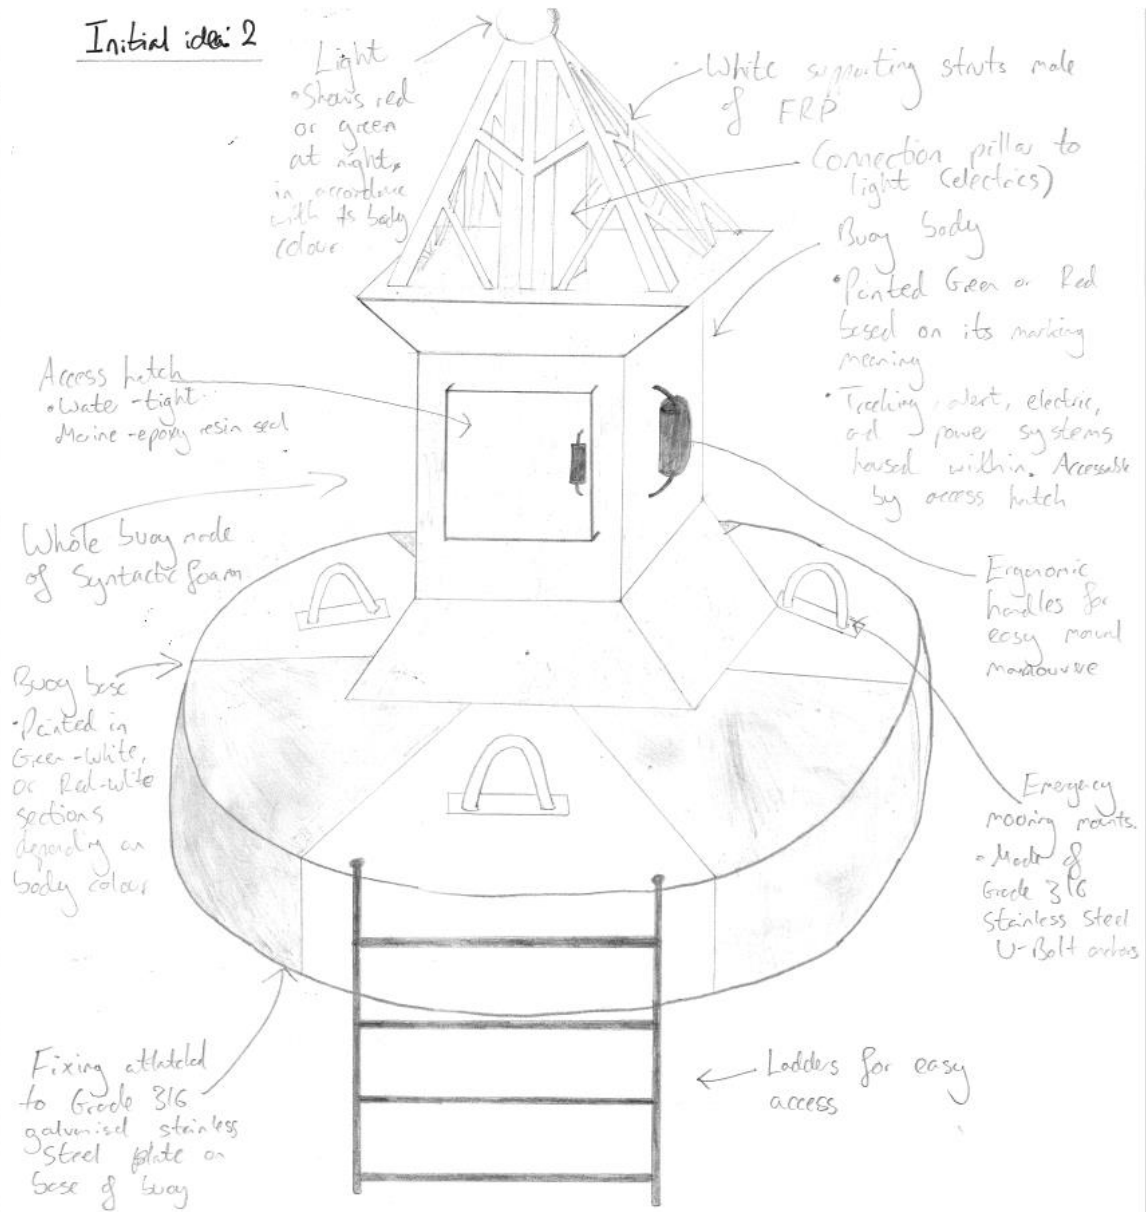 Initial idea: 2
Light
• Shows red
or green
at night,
in accordance
with its body
colour
White supporting struts made
of FRP
Connection pillar to
light (electrics)
Buoy body
• Painted Green or Red
based on its marking
meaning
• Tracking, alert, electric,
and power systems
housed within. Accessable
by access hatch
Access hatch
• Water-tight
Marine-epoxy resin seal
Whole buoy made
of Syntactic foam
Ergonomic
handles for
easy manual
Buoy base
• Painted in
Green-White,
or Red-white
sections
depending on
body colour
Emergency
mooring mounts.
• Made of
Grade 316
Stainless Steel
U-Bolt anchors
Fixing attatched
to Grade 316
galvanised stainless
steel plate on
base of buoy
Ladders for easy
access